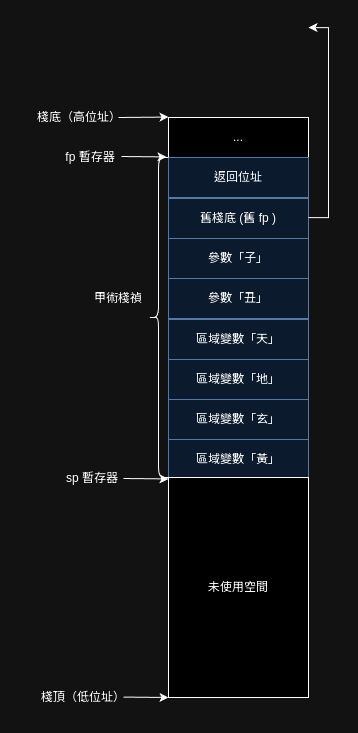 棧底（高位址）
...
fp 暫存器
返回位址
舊棧底 (舊 fp )
參數「子」
甲術棧禎
參數「丑」
區域變數「天」
區域變數「地」
區域變數「玄」
區域變數「黃」
sp 暫存器
未使用空間
棧頂（低位址）